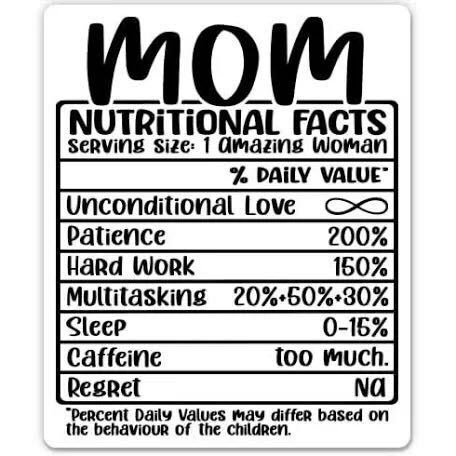 MOM
NUTRITIONAL FACTS
Serving Size: 1 Amazing Woman
% DAILY VALUE*
Unconditional Love ∞
Patience 200%
Hard Work 150%
Multitasking 20%+50%+30%
Sleep 0-15%
Caffeine too much.
Regret NA
*Percent Daily Values may differ based on
the behaviour of the children.